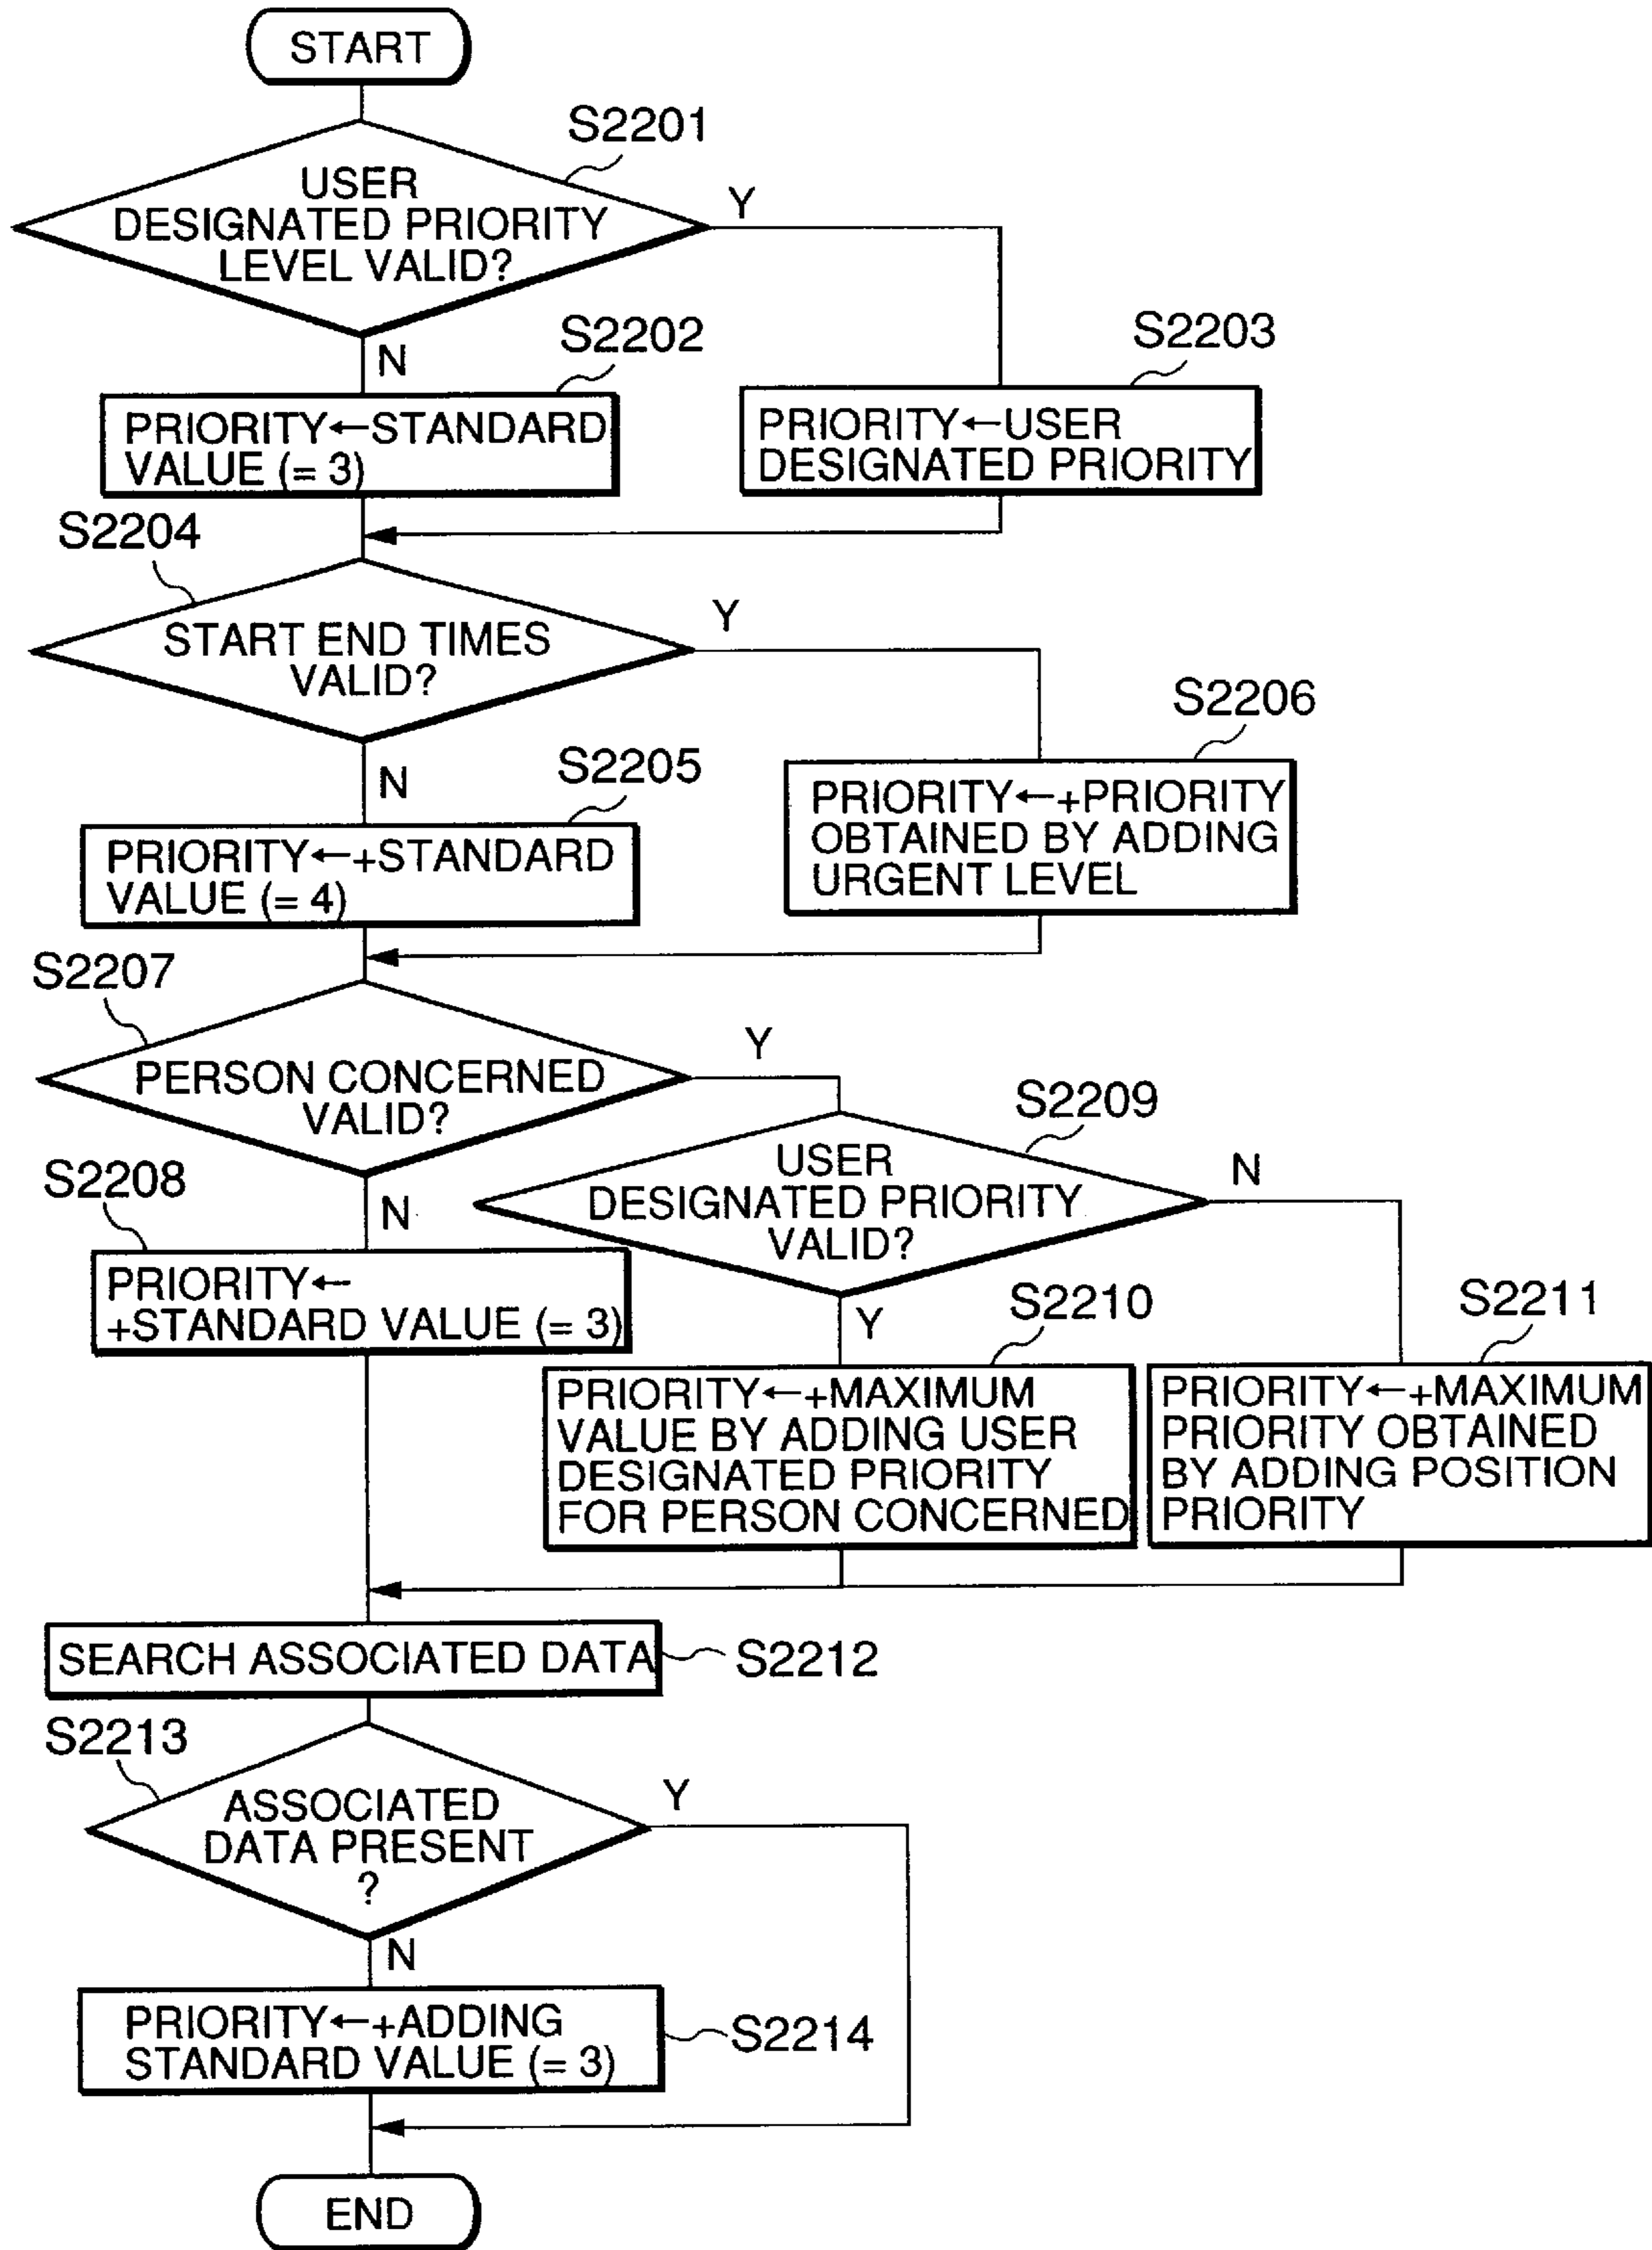 START
S2201
USER
DESIGNATED PRIORITY
LEVEL VALID?
Y
N
S2202
PRIORITY←STANDARD
VALUE (= 3)
S2203
PRIORITY←USER
DESIGNATED PRIORITY
S2204
START END TIMES
VALID?
Y
N
S2205
PRIORITY←+STANDARD
VALUE (= 4)
S2206
PRIORITY←+PRIORITY
OBTAINED BY ADDING
URGENT LEVEL
S2207
PERSON CONCERNED
VALID?
Y
N
S2208
PRIORITY←
+STANDARD VALUE (= 3)
S2209
USER
DESIGNATED PRIORITY
VALID?
N
Y
S2210
PRIORITY←+MAXIMUM
VALUE BY ADDING USER
DESIGNATED PRIORITY
FOR PERSON CONCERNED
S2211
PRIORITY←+MAXIMUM
PRIORITY OBTAINED
BY ADDING POSITION
PRIORITY
SEARCH ASSOCIATED DATA
S2212
S2213
ASSOCIATED
DATA PRESENT
?
Y
N
PRIORITY←+ADDING
STANDARD VALUE (= 3)
S2214
END